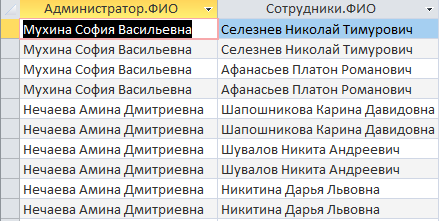 Администратор.ФИО Сотрудники.ФИО
Мухина София Васильевна Селезнев Николай Тимурович
Мухина София Васильевна Селезнев Николай Тимурович
Мухина София Васильевна Афанасьев Платон Романович
Мухина София Васильевна Афанасьев Платон Романович
Нечаева Амина Дмитриевна Шапошникова Карина Давидовна
Нечаева Амина Дмитриевна Шапошникова Карина Давидовна
Нечаева Амина Дмитриевна Шувалов Никита Андреевич
Нечаева Амина Дмитриевна Шувалов Никита Андреевич
Нечаева Амина Дмитриевна Никитина Дарья Львовна
Нечаева Амина Дмитриевна Никитина Дарья Львовна